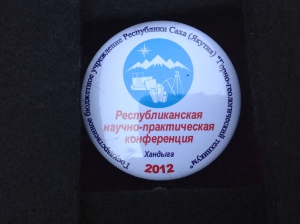 Государственное бюджетное учреждение Республики Саха (Якутия) "Горно-геологический техникум"
Республиканская
научно-практическая
конференция
Хандыга
2012